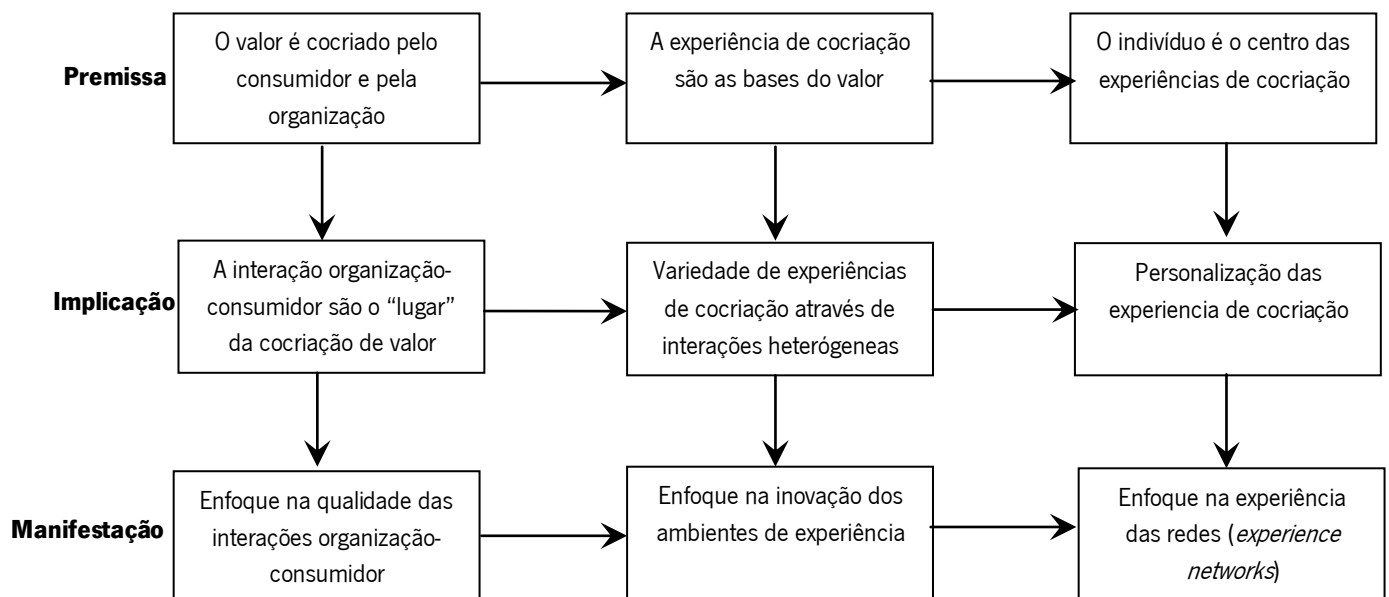 Premissa
O valor é cocriado pelo
consumidor e pela
organização
A experiência de cocriação
são as bases do valor
O indivíduo é o centro das
experiências de cocriação
Implicação
A interação organização-
consumidor são o “lugar”
da cocriação de valor
Variedade de experiências
de cocriação através de
interações heterógeneas
Personalização das
experiencia de cocriação
Manifestação
Enfoque na qualidade das
interações organização-
consumidor
Enfoque na inovação dos
ambientes de experiência
Enfoque na experiência
das redes (experience
networks)